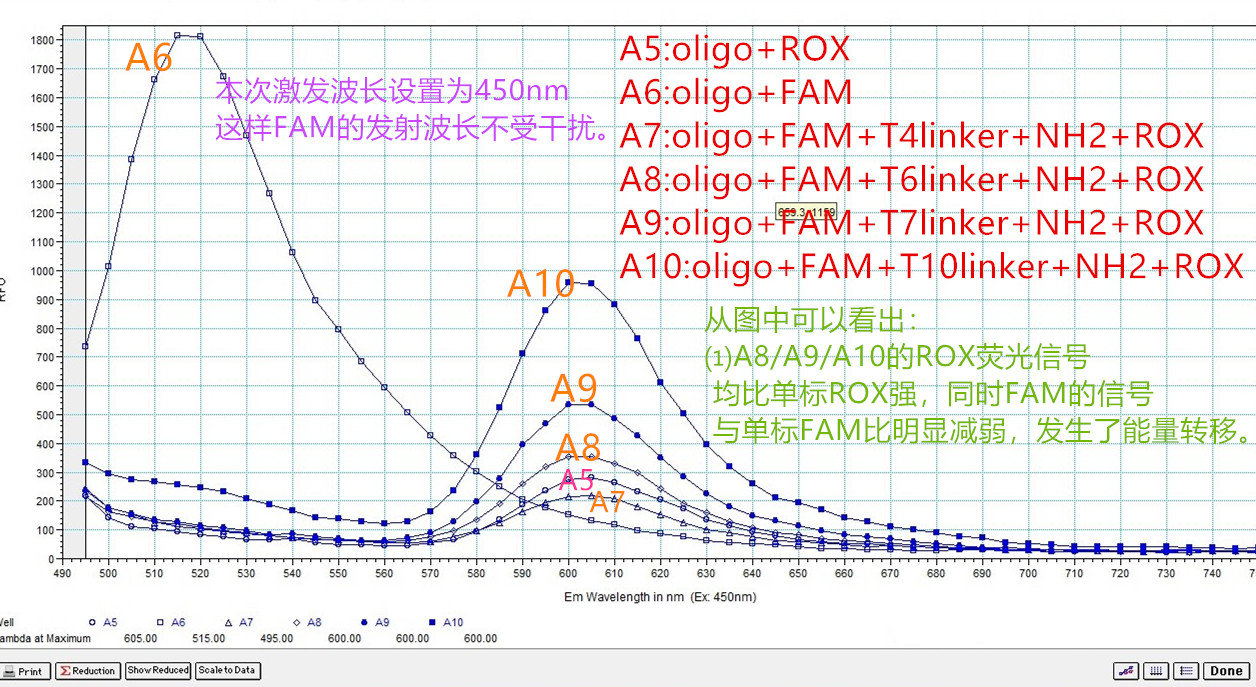 A6
本次激发波长设置为450nm
这样FAM的发射波长不受干扰。
A5:oligo+ROX
A6:oligo+FAM
A7:oligo+FAM+T4linker+NH2+ROX
A8:oligo+FAM+T6linker+NH2+ROX
659.3, 1159
A9:oligo+FAM+T7linker+NH2+ROX
A10:oligo+FAM+T10linker+NH2+ROX
A10
从图中可以看出：
(1)A8/A9/A10的ROX荧光信号
均比单标ROX强，同时FAM的信号
与单标FAM比明显减弱，发生了能量转移。
A9
A8
A5
A7
1800
1700
1600
1500
1400
1300
1200
1100
1000
900
800
700
600
500
400
300
200
100
0
490 500 510 520 530 540 550 560 570 580 590 600 610 620 630 640 650 660 670 680 690 700 710 720 730 740
Em Wavelength in nm (Ex: 450nm)
ell A5 A6 A7 A8 A9 A10
ambda at Maximum 605.00 515.00 495.00 600.00 600.00 600.00
Print Reduction Show Reduced Scale to Data Done